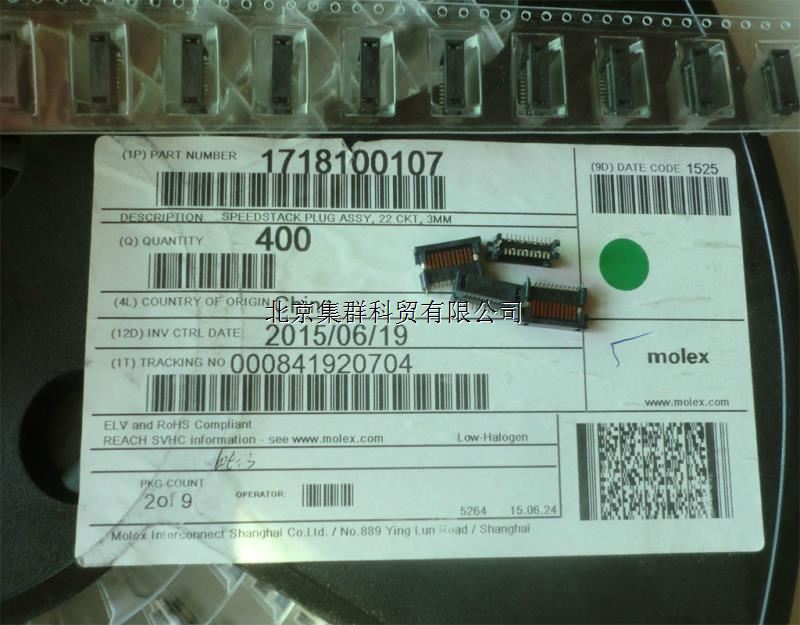 (1P) PART NUMBER 1718100107
(9D) DATE CODE 1525
DESCRIPTION SPEEDSTACK PLUG ASSY, 22 CKT, 3MM
(Q) QUANTITY 400
(4L) COUNTRY OF ORIGIN China
北京集群科贸有限公司
(12D) INV CTRL DATE 2015/06/19
(1T) TRACKING NO 000841920704
molex
www.molex.com
ELV and RoHS Compliant
REACH SVHC information - see www.molex.com Low-Halogen
PKG COUNT
2of 9
OPERATOR:
5264 15.06.24
Molex Interconnect Shanghai Co.Ltd. / No.889 Ying Lun Road / Shanghai